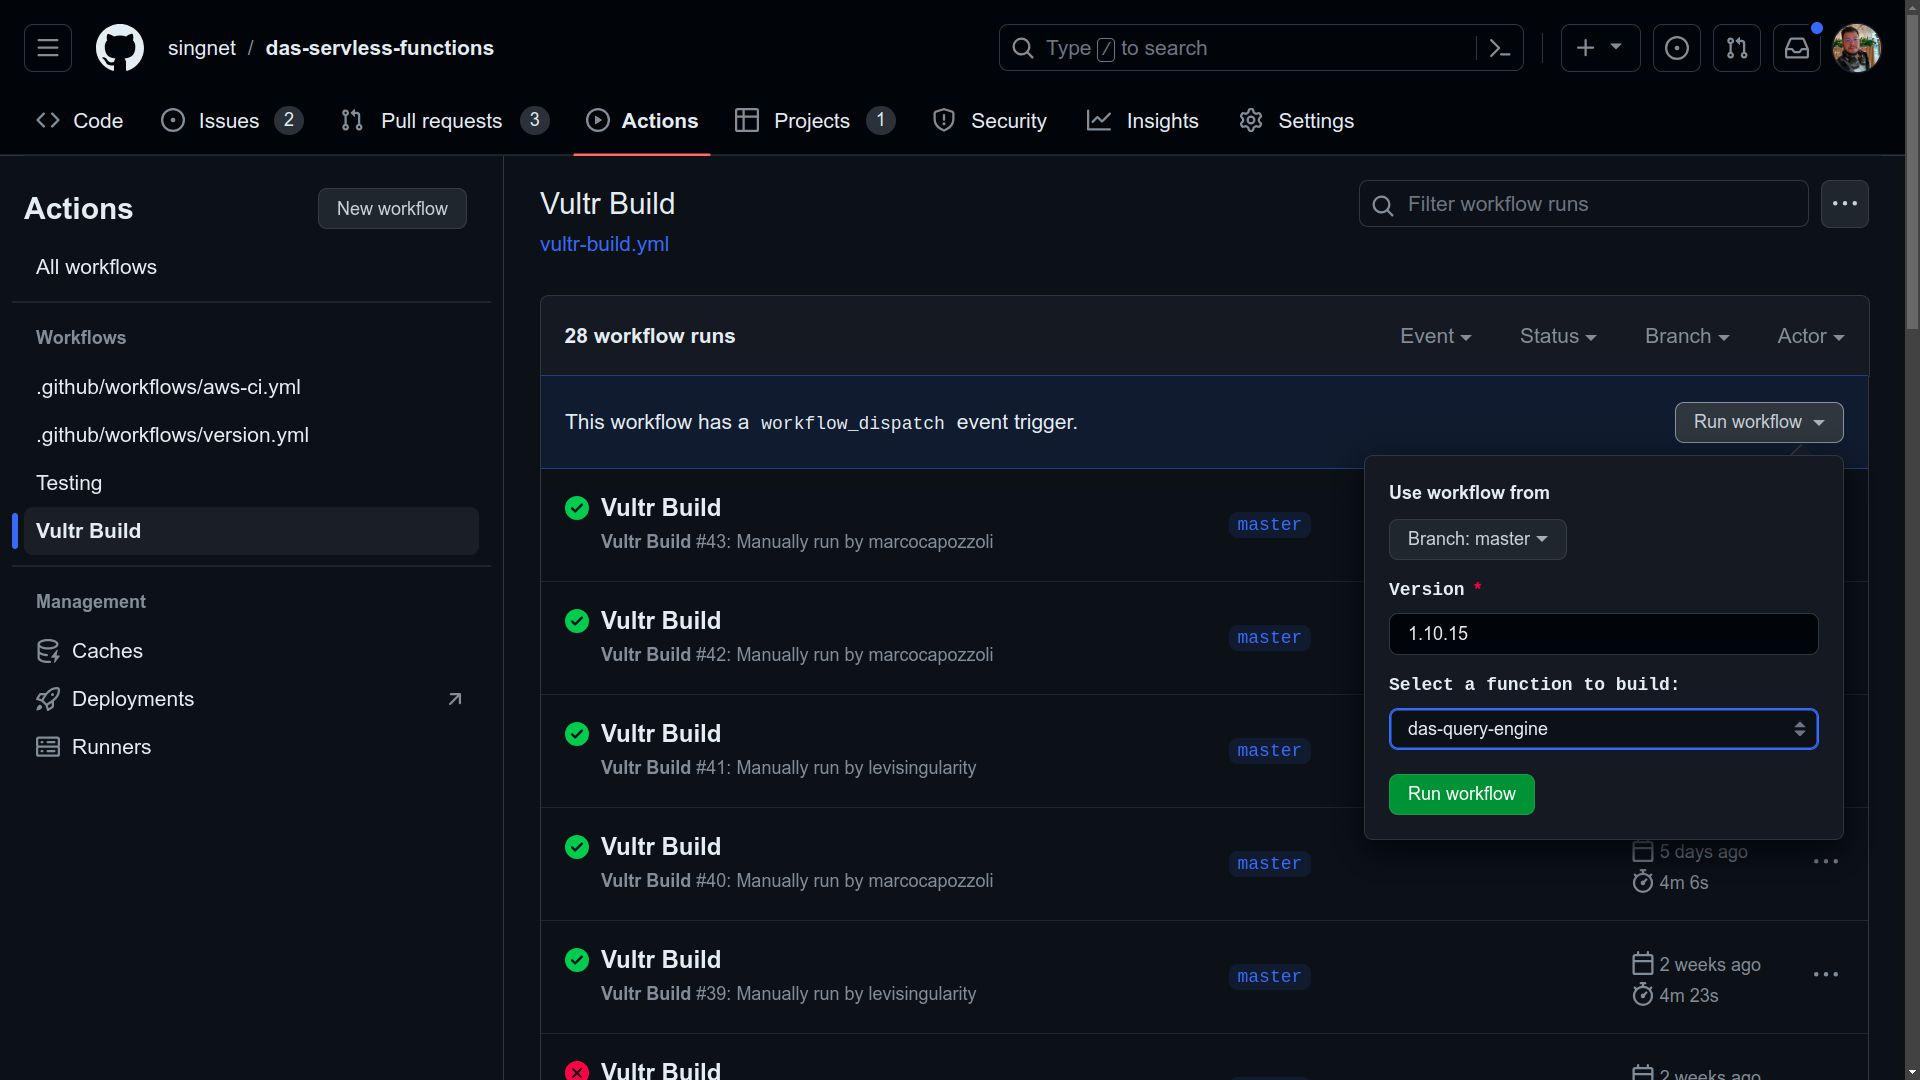 singnet / das-servless-functions
Type / to search
Code
Issues 2
Pull requests 3
Actions
Projects 1
Security
Insights
Settings
Actions
New workflow
All workflows
Workflows
.github/workflows/aws-ci.yml
.github/workflows/version.yml
Testing
Vultr Build
Management
Caches
Deployments
Runners
Vultr Build
vultr-build.yml
Filter workflow runs
28 workflow runs
Event
Status
Branch
Actor
This workflow has a workflow_dispatch event trigger.
Run workflow
Use workflow from
Branch: master
Version *
1.10.15
Select a function to build:
das-query-engine
Run workflow
Vultr Build
Vultr Build #43: Manually run by marcocapozzoli
master
Vultr Build
Vultr Build #42: Manually run by marcocapozzoli
master
Vultr Build
Vultr Build #41: Manually run by levisingularity
master
Vultr Build
Vultr Build #40: Manually run by marcocapozzoli
master
5 days ago
4m 6s
Vultr Build
Vultr Build #39: Manually run by levisingularity
master
2 weeks ago
4m 23s
Vultr Build
2 weeks ago